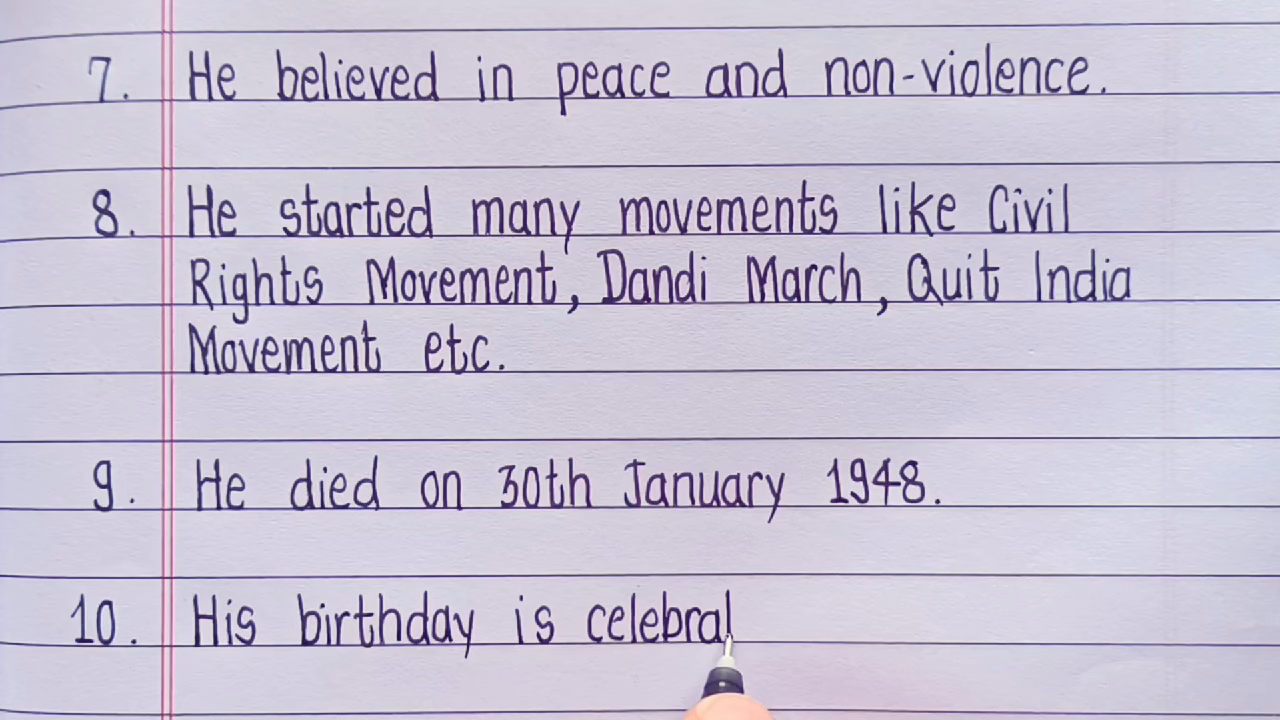 7. He believed in peace and non-violence.
8. He started many movements like Civil
Rights Movement, Dandi March, Quit India
Movement etc.
9. He died on 30th January 1948.
10. His birthday is celebral